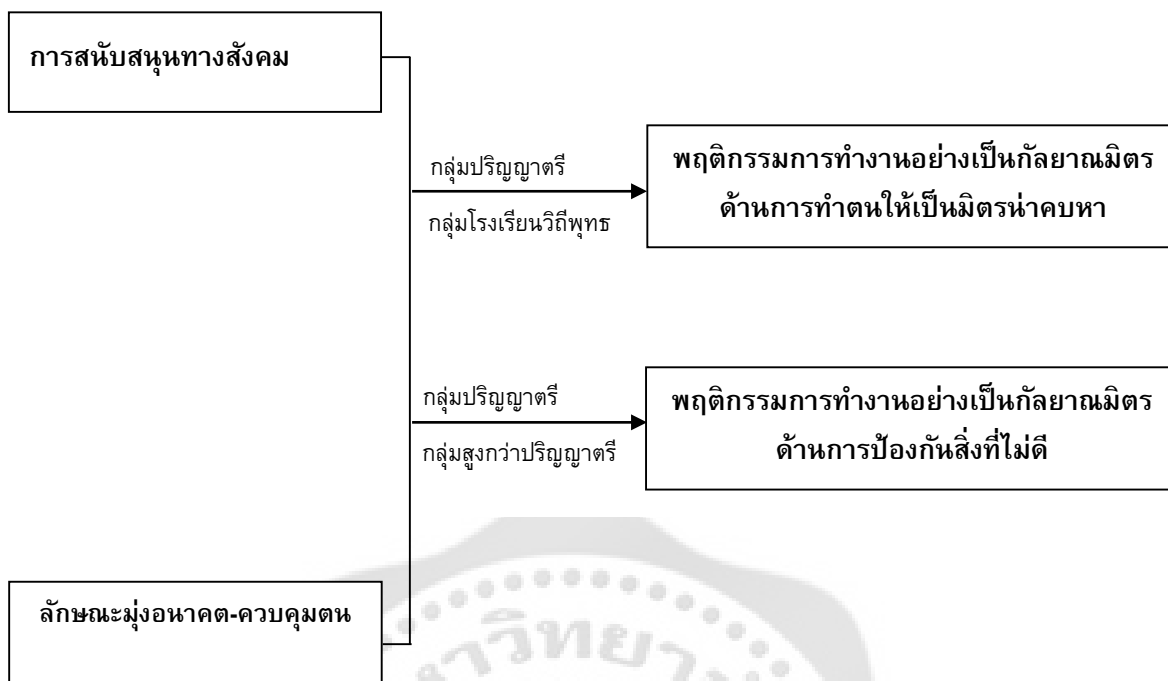 การสนับสนุนทางสังคม
กลุ่มปริญญาตรี
กลุ่มโรงเรียนวิถีพุทธ
พฤติกรรมการทำงานอย่างเป็นกัลยาณมิตร
ด้านการทำตนให้เป็นมิตรน่าคบหา
กลุ่มปริญญาตรี
กลุ่มสูงกว่าปริญญาตรี
พฤติกรรมการทำงานอย่างเป็นกัลยาณมิตร
ด้านการป้องกันสิ่งที่ไม่ดี
ลักษณะมุ่งอนาคต-ควบคุมตน